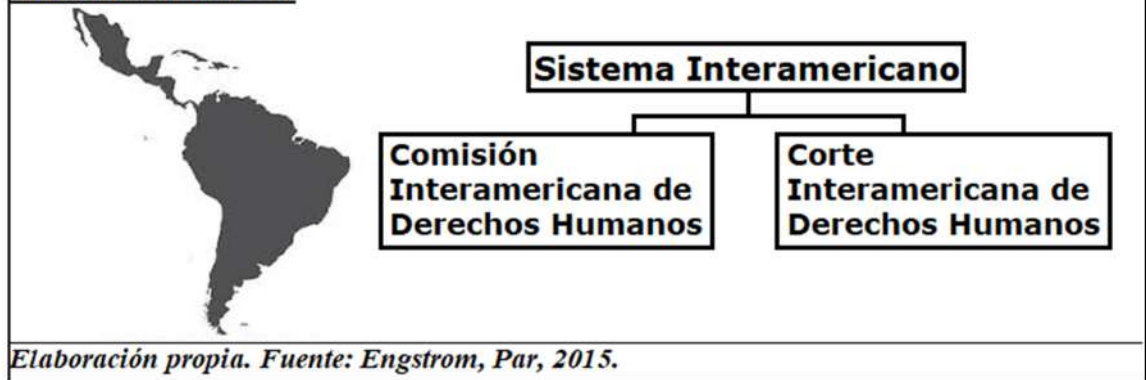 Sistema Interamericano
Comisión
Interamericana de
Derechos Humanos
Corte
Interamericana de
Derechos Humanos
Elaboración propia. Fuente: Engstrom, Par, 2015.